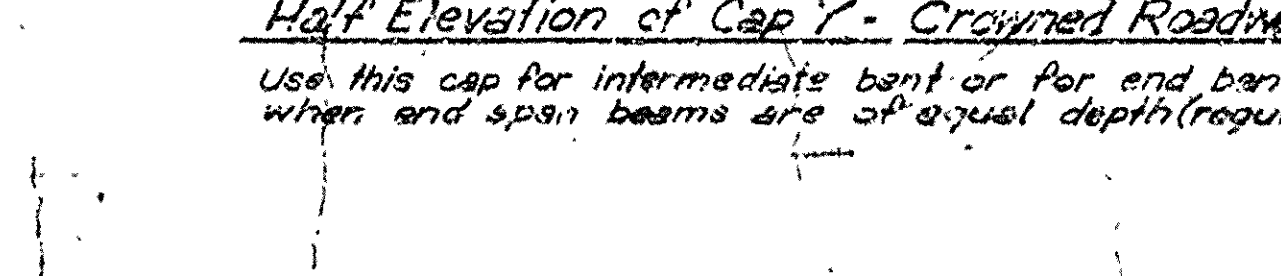 Half Elevation of Cap Y - Crowned Roadw
Use this cap for intermediate bent or for end ben
when end span beams are of equal depth (requ